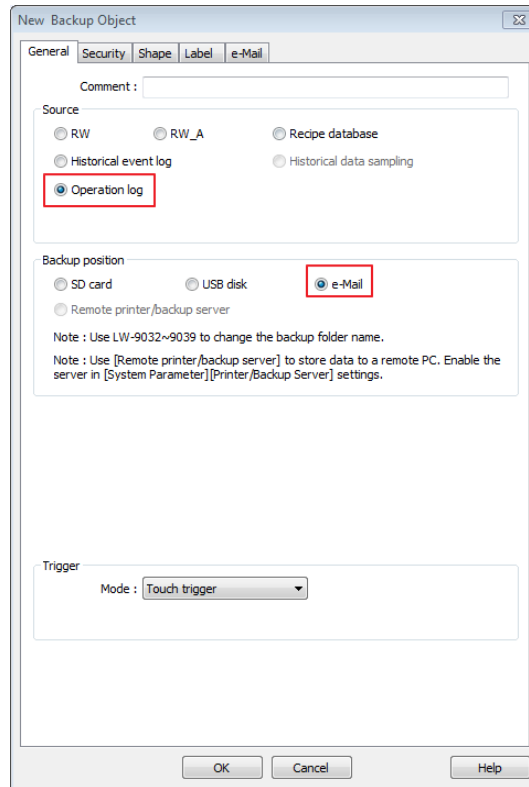 New Backup Object
General Security Shape Label e-Mail
Comment :
Source
RW RW_A Recipe database
Historical event log Historical data sampling
Operation log
Backup position
SD card USB disk e-Mail
Remote printer/backup server
Note : Use LW-9032~9039 to change the backup folder name.
Note : Use [Remote printer/backup server] to store data to a remote PC. Enable the
server in [System Parameter][Printer/Backup Server] settings.
Trigger
Mode : Touch trigger
OK Cancel Help